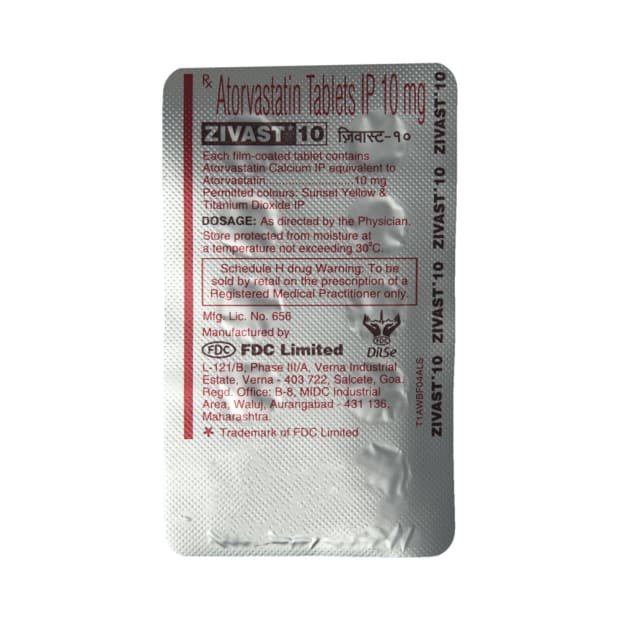 Rx Atorvastatin Tablets IP 10 mg
ZIVAST* 10 ज़िवास्ट-१०
Each film-coated tablet contains
Atorvastatin Calcium IP equivalent to
Atorvastatin........................10 mg
Permitted colours: Sunset Yellow &
Titanium Dioxide IP
DOSAGE: As directed by the Physician.
Store protected from moisture at
a temperature not exceeding 30°C.
Schedule H drug Warning: To be
sold by retail on the prescription of a
Registered Medical Practitioner only.
Mfg. Lic. No. 656
Manufactured by
FDC FDC Limited
FDC
DilSe
L-121/B, Phase III/A, Verna Industrial
Estate, Verna - 403 722, Salcete, Goa.
Regd. Office: B-8, MIDC Industrial
Area, Waluj, Aurangabad - 431 136,
Maharashtra.
* Trademark of FDC Limited
T1AWBF04ALS
ZIVAST*10 ZIVAST*10 ZIVAST*10 ZIVAST*10